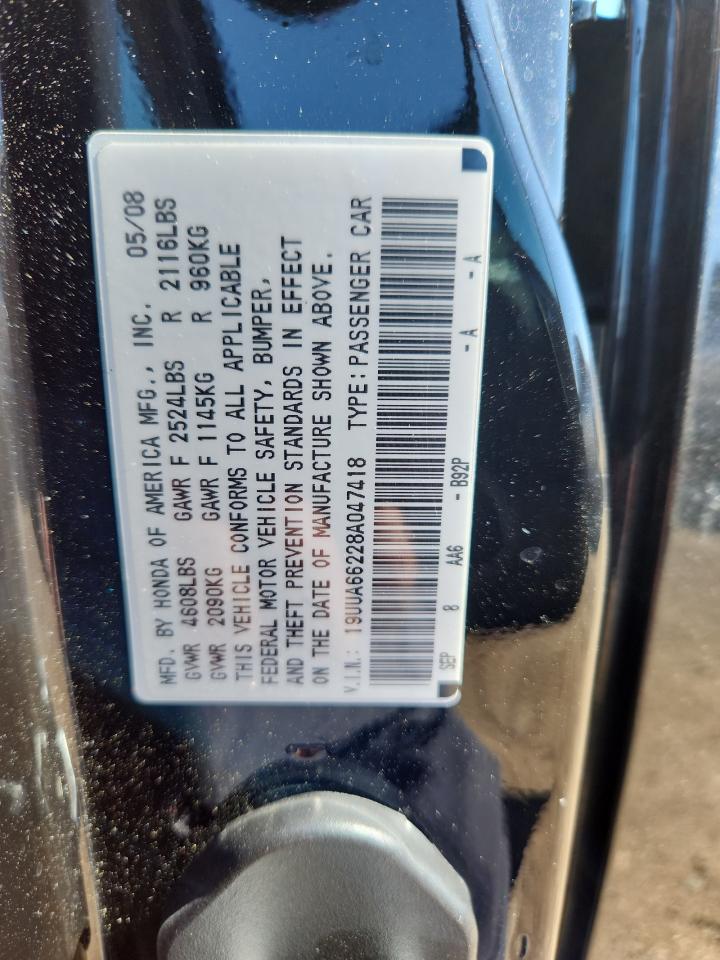 MFD. BY HONDA OF AMERICA MFG., INC. 05/08
GVWR 4608LBS GAWR F 2524LBS R 2116LBS
GVWR 2090KG GAWR F 1145KG R 960KG
THIS VEHICLE CONFORMS TO ALL APPLICABLE
FEDERAL MOTOR VEHICLE SAFETY, BUMPER,
AND THEFT PREVENTION STANDARDS IN EFFECT
ON THE DATE OF MANUFACTURE SHOWN ABOVE.
V.I.N.: 19UUA66228A047418 TYPE: PASSENGER CAR
SEP 8 AA6 - B92P - A - A